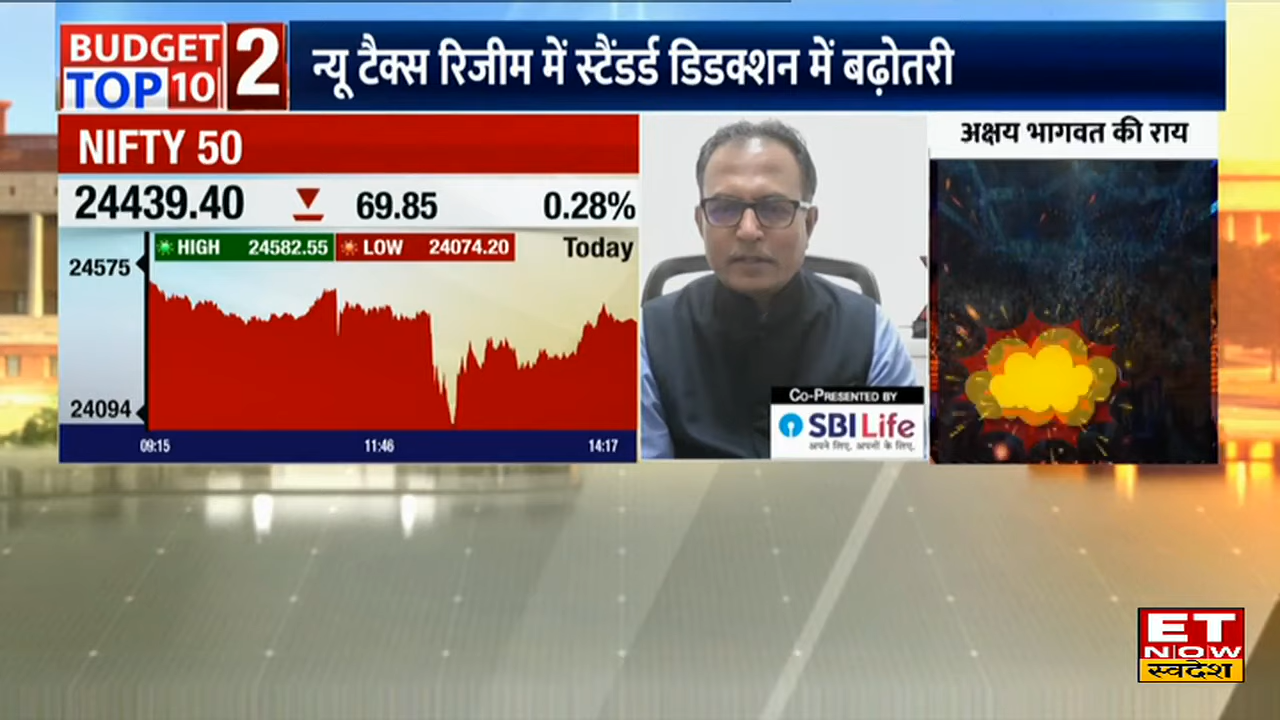 BUDGET
TOP 10
2
न्यू टैक्स रिजीम में स्टैंडर्ड डिडक्शन में बढ़ोतरी
NIFTY 50
24439.40 69.85 0.28%
HIGH 24582.55 LOW 24074.20 Today
24575
24094
09:15 11:46 14:17
अक्षय भागवत की राय
CO-PRESENTED BY
SBI Life
अपने लिए. अपनों के लिए.
ET
NOW
स्वदेश